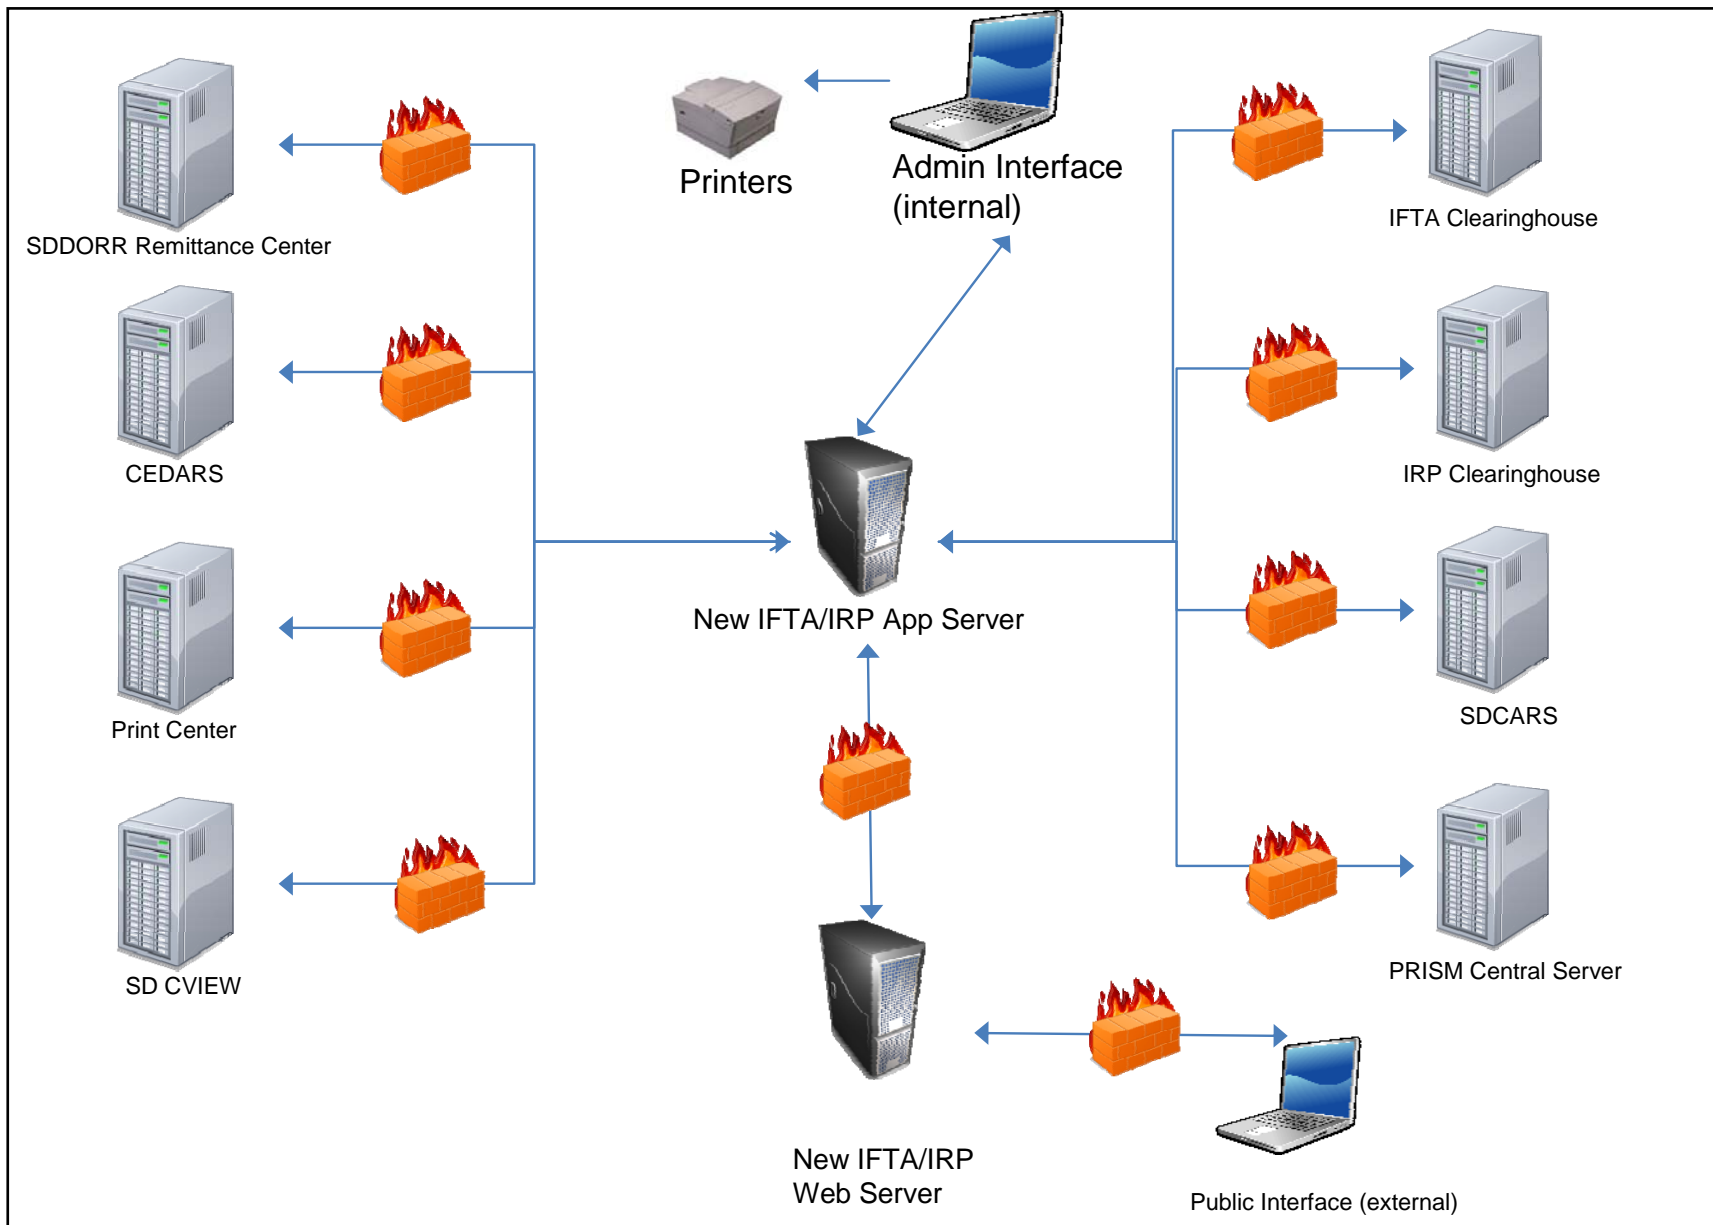 Printers
Admin Interface
(internal)
SDDORR Remittance Center
IFTA Clearinghouse
CEDARS
IRP Clearinghouse
New IFTA/IRP App Server
Print Center
SDCARS
SD CVIEW
PRISM Central Server
New IFTA/IRP
Web Server
Public Interface (external)